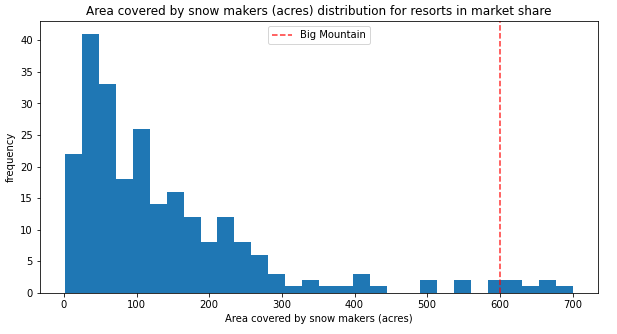 Area covered by snow makers (acres) distribution for resorts in market share
Big Mountain
frequency
40
35
30
25
20
15
10
5
0
0 100 200 300 400 500 600 700
Area covered by snow makers (acres)